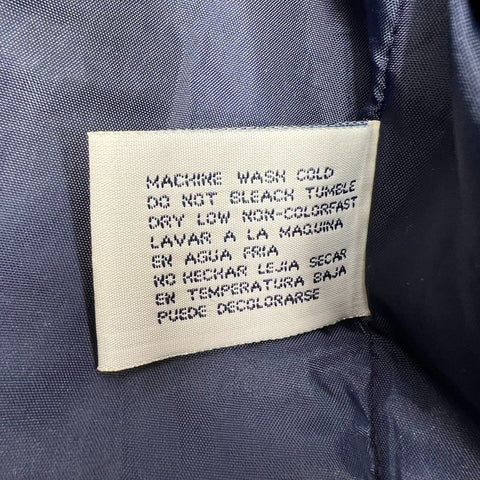 MACHINE WASH COLD
DO NOT BLEACH TUMBLE
DRY LOW NON-COLORFAST
LAVAR A LA MAQUINA
EN AGUA FRIA
NO HECHAR LEJIA SECAR
EN TEMPERATURA BAJA
PUEDE DECOLORARSE